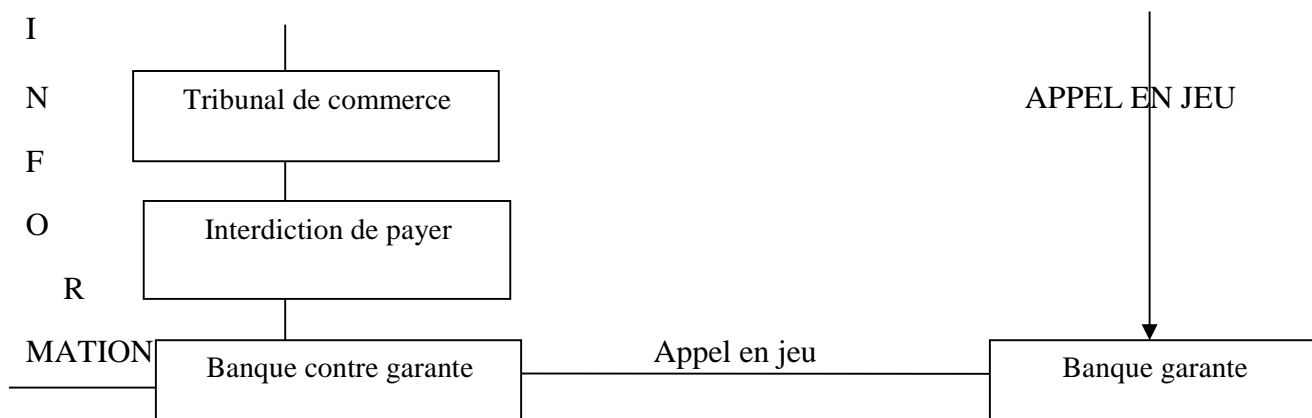 I
N Tribunal de commerce APPEL EN JEU
F
O Interdiction de payer
R
MATION Banque contre garante Appel en jeu Banque garante